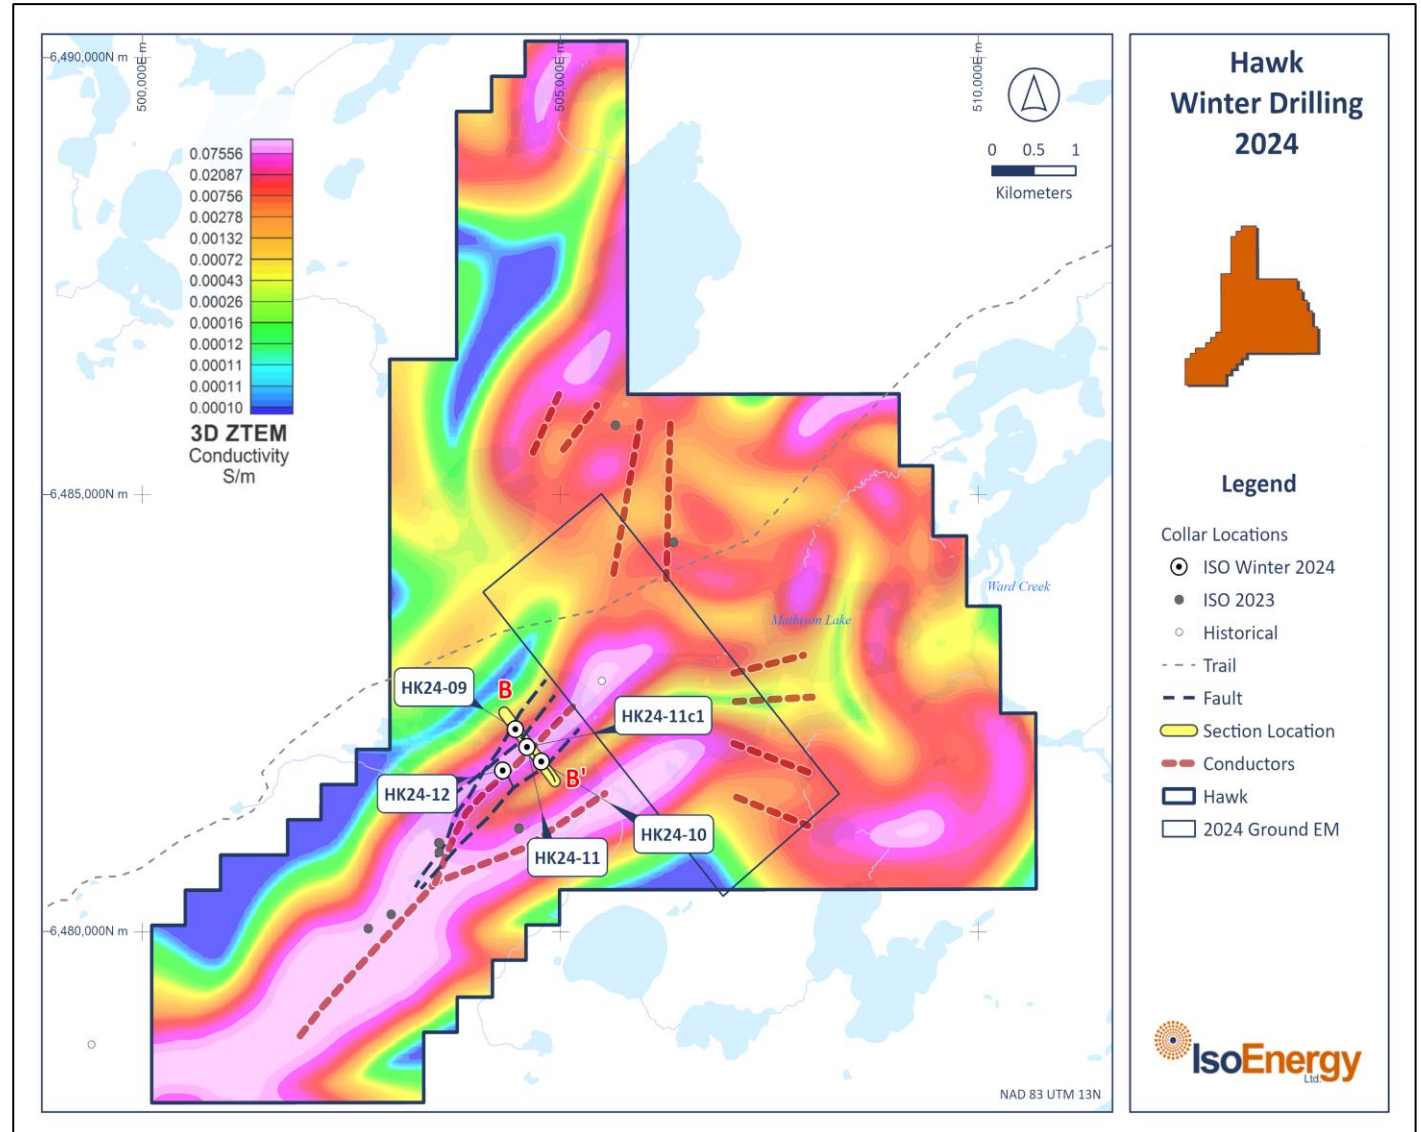 6,490,000N m
500,000E m
505,000E m
510,000E m
0 0.5 1
Kilometers
0.07556
0.02087
0.00756
0.00278
0.00132
0.00072
0.00043
0.00026
0.00016
0.00012
0.00011
0.00011
0.00010
3D ZTEM
Conductivity
S/m
6,485,000N m
Ward Creek
Mathison Lake
HK24-09
B
HK24-11c1
B'
HK24-12
HK24-10
HK24-11
6,480,000N m
NAD 83 UTM 13N
Hawk
Winter Drilling
2024
Legend
Collar Locations
ISO Winter 2024
ISO 2023
Historical
Trail
Fault
Section Location
Conductors
Hawk
2024 Ground EM
IsoEnergy
Ltd.